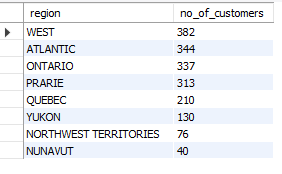 region no_of_customers
WEST 382
ATLANTIC 344
ONTARIO 337
PRARIE 313
QUEBEC 210
YUKON 130
NORTHWEST TERRITORIES 76
NUNAVUT 40